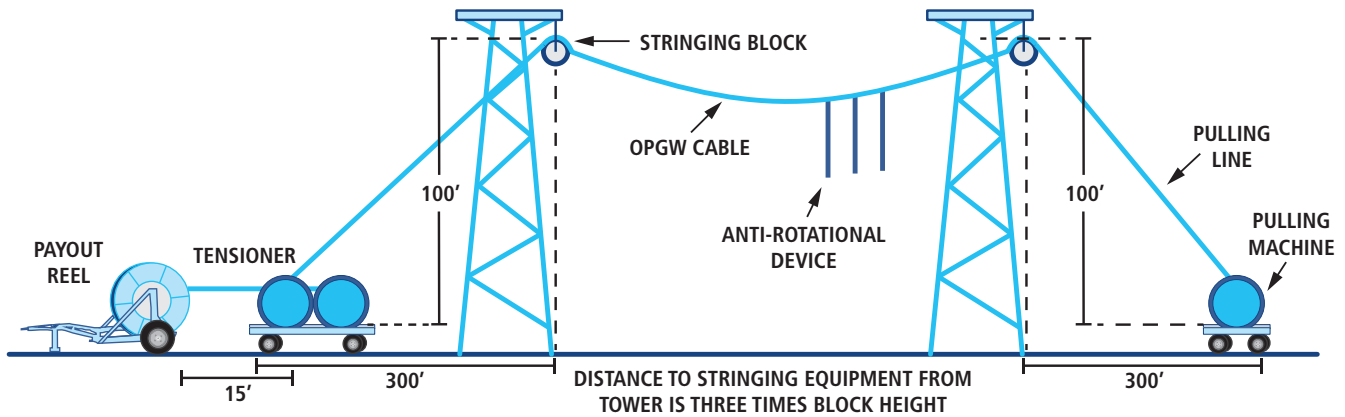 STRINGING BLOCK
OPGW CABLE
PULLING
LINE
100'
100'
ANTI-ROTATIONAL
DEVICE
PULLING
MACHINE
PAYOUT
REEL
TENSIONER
15'
300'
DISTANCE TO STRINGING EQUIPMENT FROM
TOWER IS THREE TIMES BLOCK HEIGHT
300'